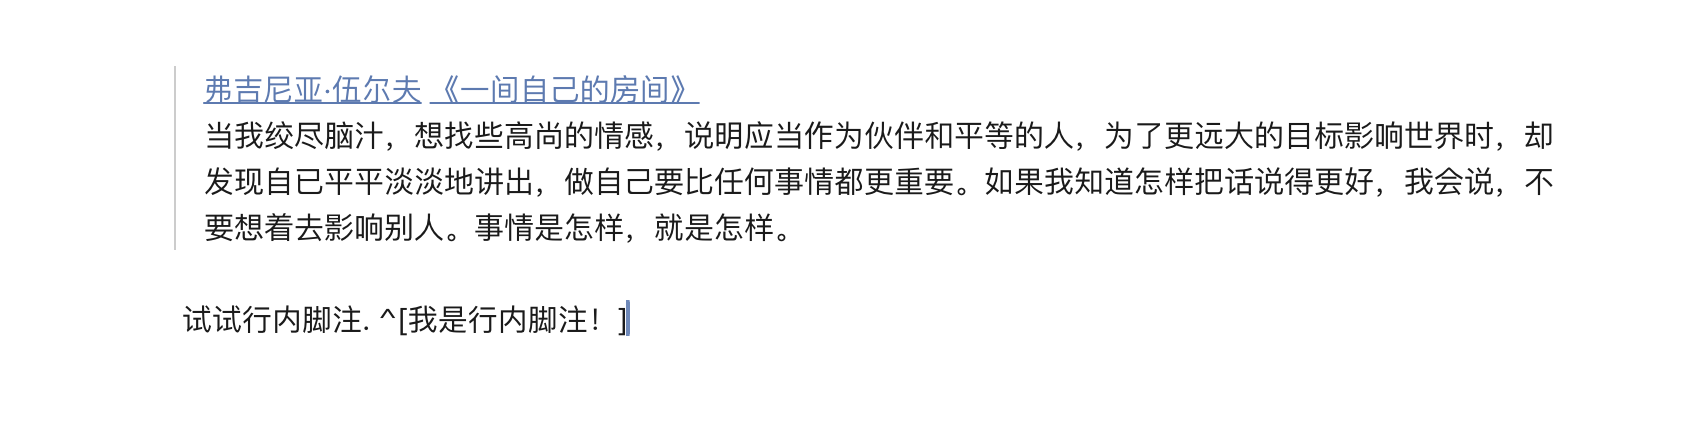 弗吉尼亚·伍尔夫 《一间自己的房间》
当我绞尽脑汁，想找些高尚的情感，说明应当作为伙伴和平等的人，为了更远大的目标影响世界时，却
发现自己平平淡淡地讲出，做自己要比任何事情都更重要。如果我知道怎样把话说得更好，我会说，不
要想着去影响别人。事情是怎样，就是怎样。
试试行内脚注. ^[我是行内脚注！]